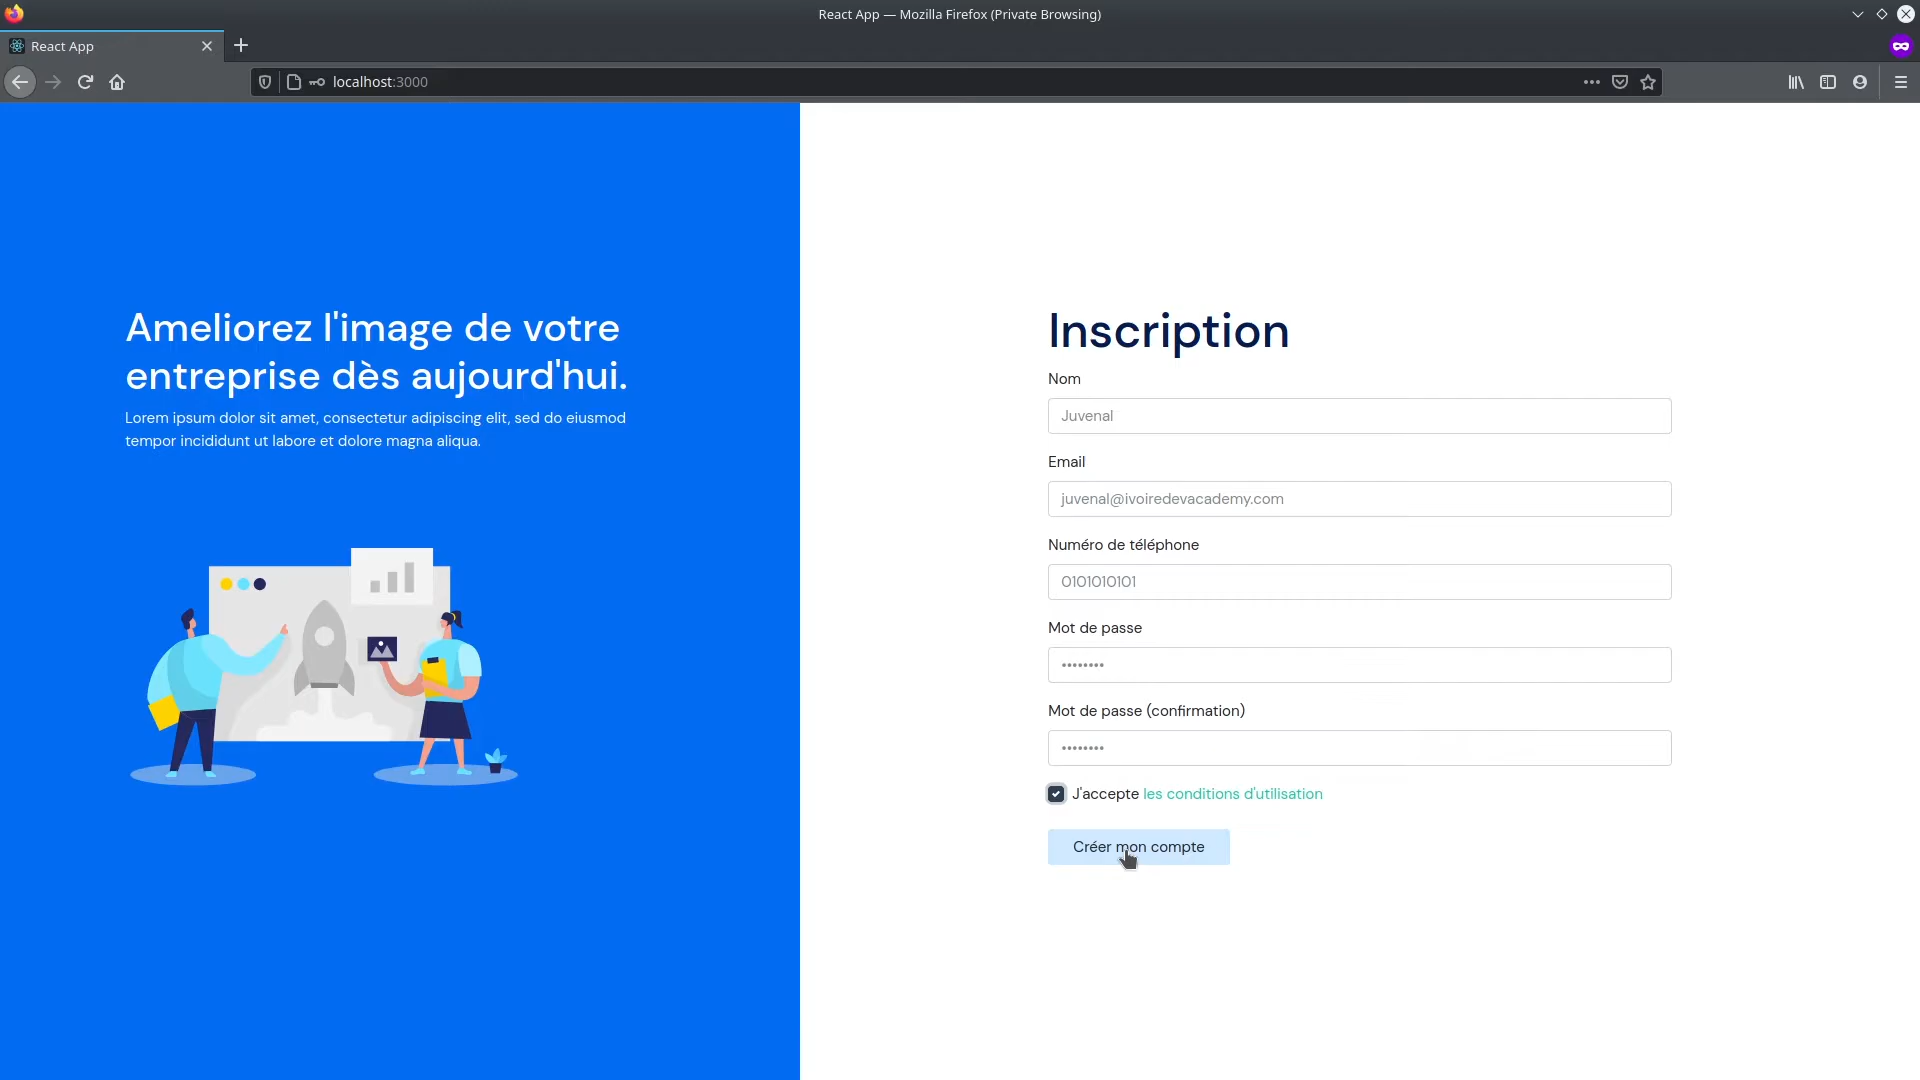 React App — Mozilla Firefox (Private Browsing)
React App
localhost:3000
Ameliorez l'image de votre
entreprise dès aujourd'hui.
Lorem ipsum dolor sit amet, consectetur adipiscing elit, sed do eiusmod
tempor incididunt ut labore et dolore magna aliqua.
Inscription
Nom
Juvenal
Email
juvenal@ivoiredevacademy.com
Numéro de téléphone
0101010101
Mot de passe
••••••••
Mot de passe (confirmation)
••••••••
J'accepte les conditions d'utilisation
Créer mon compte